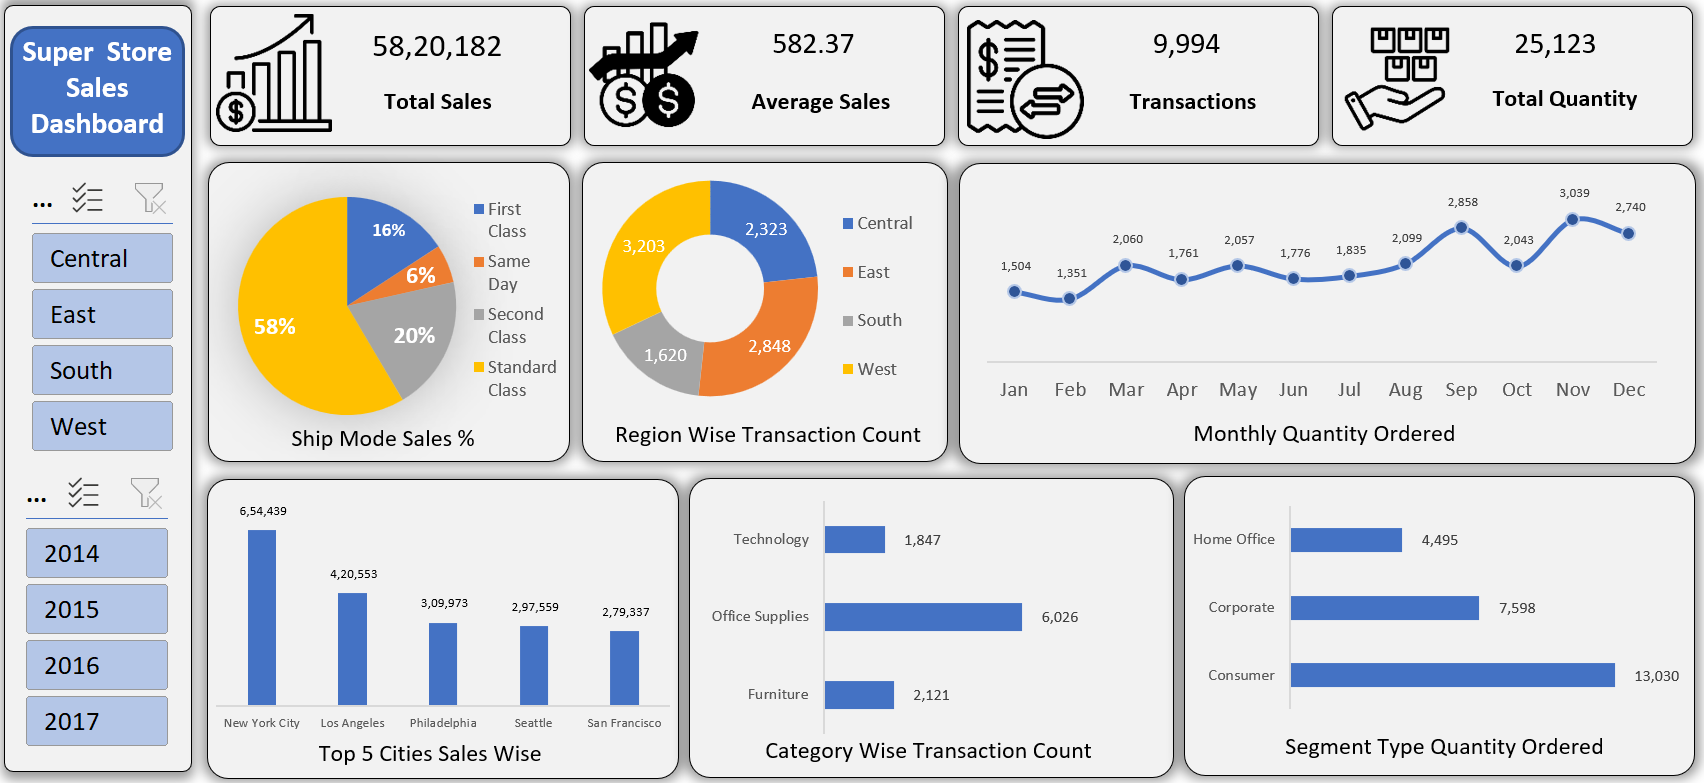 Super Store
Sales
Dashboard
...
Central
East
South
West
...
2014
2015
2016
2017
58,20,182
Total Sales
582.37
Average Sales
9,994
Transactions
25,123
Total Quantity
16%
6%
20%
58%
First
Class
Same
Day
Second
Class
Standard
Class
Ship Mode Sales %
2,323
2,848
1,620
3,203
Central
East
South
West
Region Wise Transaction Count
1,504
1,351
2,060
1,761
2,057
1,776
1,835
2,099
2,858
2,043
3,039
2,740
Jan Feb Mar Apr May Jun Jul Aug Sep Oct Nov Dec
Monthly Quantity Ordered
6,54,439
4,20,553
3,09,973
2,97,559
2,79,337
New York City Los Angeles Philadelphia Seattle San Francisco
Top 5 Cities Sales Wise
Technology 1,847
Office Supplies 6,026
Furniture 2,121
Category Wise Transaction Count
Home Office 4,495
Corporate 7,598
Consumer 13,030
Segment Type Quantity Ordered